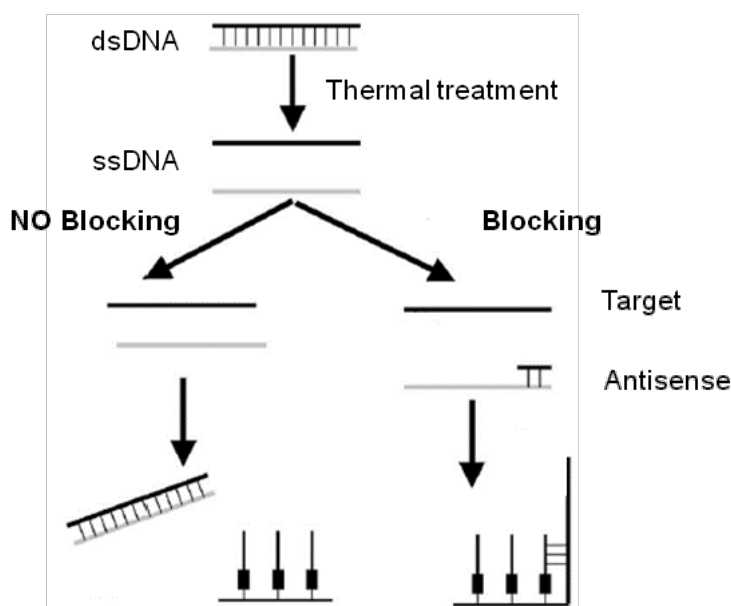 dsDNA
Thermal treatment
ssDNA
NO Blocking
Blocking
Target
Antisense